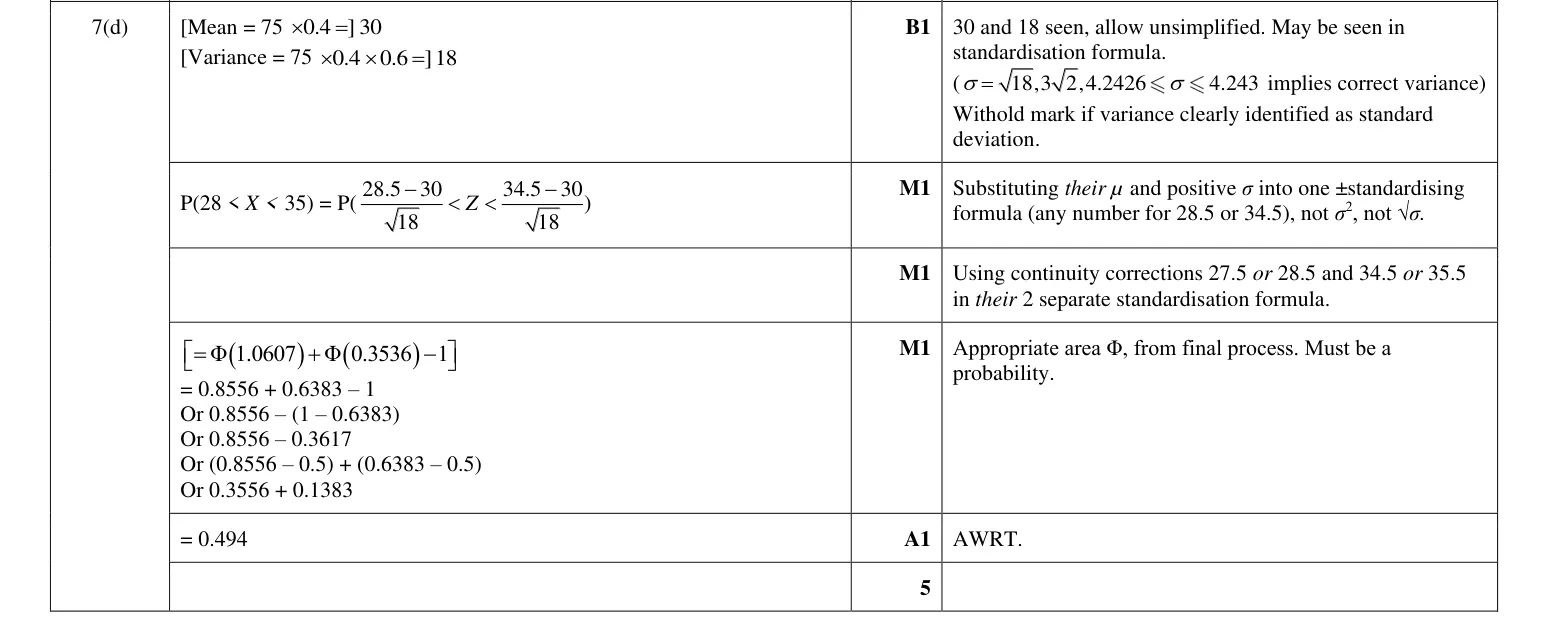 7(d)
[Mean = 75 ×0.4 =] 30
[Variance = 75 ×0.4 × 0.6 =] 18
B1
30 and 18 seen, allow unsimplified. May be seen in
standardisation formula.
( σ = √18, 3√2, 4.2426 ⩽ σ ⩽ 4.243 implies correct variance)
Withold mark if variance clearly identified as standard
deviation.
P(28 < X < 35) = P( (28.5 – 30)/√18 < Z < (34.5 – 30)/√18 )
M1
Substituting their μ and positive σ into one ±standardising
formula (any number for 28.5 or 34.5), not σ², not √σ.
M1
Using continuity corrections 27.5 or 28.5 and 34.5 or 35.5
in their 2 separate standardisation formula.
[= Φ(1.0607) + Φ(0.3536) – 1]
= 0.8556 + 0.6383 – 1
Or 0.8556 – (1 – 0.6383)
Or 0.8556 – 0.3617
Or (0.8556 – 0.5) + (0.6383 – 0.5)
Or 0.3556 + 0.1383
M1
Appropriate area Φ, from final process. Must be a
probability.
= 0.494
A1
AWRT.
5